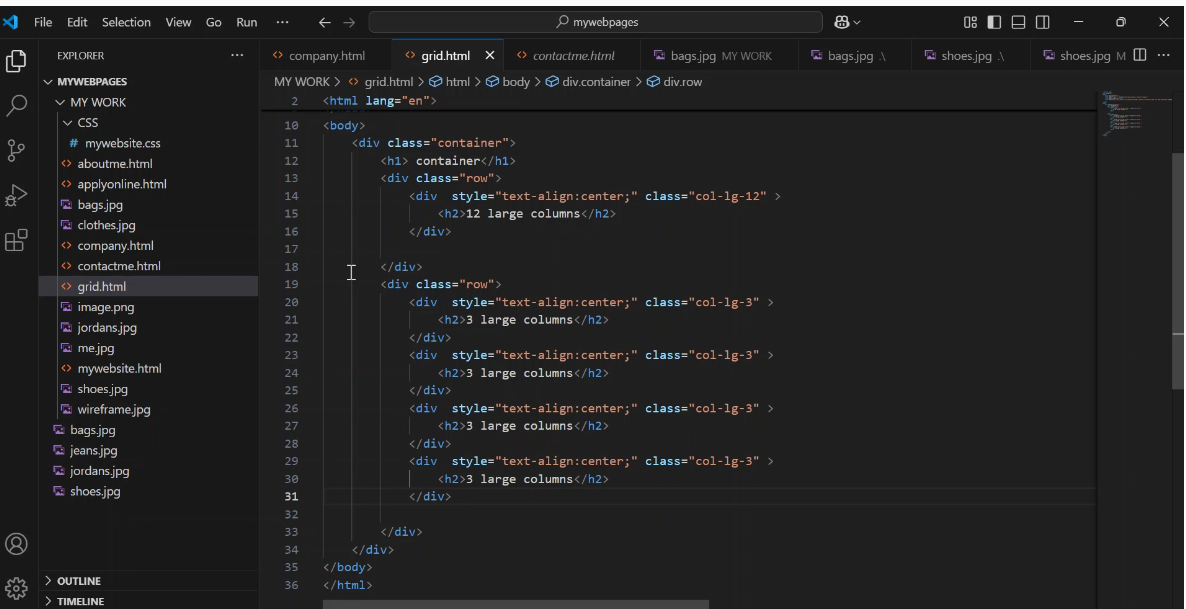 File Edit Selection View Go Run ··· ← → mywebpages
EXPLORER ···
MYWEBPAGES
MY WORK
CSS
# mywebsite.css
<> aboutme.html
<> applyonline.html
bags.jpg
clothes.jpg
<> company.html
<> contactme.html
<> grid.html
image.png
jordans.jpg
me.jpg
<> mywebsite.html
shoes.jpg
wireframe.jpg
bags.jpg
jeans.jpg
jordans.jpg
shoes.jpg
OUTLINE
TIMELINE
<> company.html <> grid.html <> contactme.html bags.jpg MY WORK bags.jpg .\ shoes.jpg .\ shoes.jpg M ···
MY WORK > <> grid.html > html > body > div.container > div.row
2 <html lang="en">
10 <body>
11 <div class="container">
12 <h1> container</h1>
13 <div class="row">
14 <div  style="text-align:center;" class="col-lg-12" >
15 <h2>12 large columns</h2>
16 </div>
17
18 </div>
19 <div class="row">
20 <div  style="text-align:center;" class="col-lg-3" >
21 <h2>3 large columns</h2>
22 </div>
23 <div  style="text-align:center;" class="col-lg-3" >
24 <h2>3 large columns</h2>
25 </div>
26 <div  style="text-align:center;" class="col-lg-3" >
27 <h2>3 large columns</h2>
28 </div>
29 <div  style="text-align:center;" class="col-lg-3" >
30 <h2>3 large columns</h2>
31 </div>
32
33 </div>
34 </div>
35 </body>
36 </html>